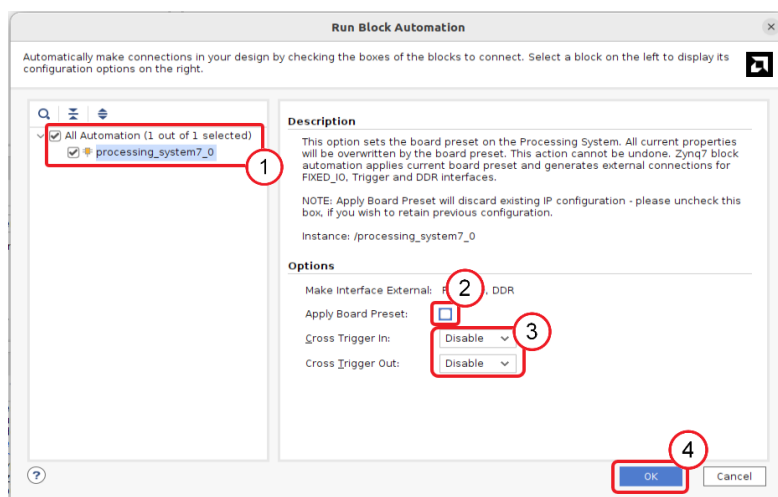 Run Block Automation
Automatically make connections in your design by checking the boxes of the blocks to connect. Select a block on the left to display its
configuration options on the right.
All Automation (1 out of 1 selected)
processing_system7_0
1
Description
This option sets the board preset on the Processing System. All current properties
will be overwritten by the board preset. This action cannot be undone. Zynq7 block
automation applies current board preset and generates external connections for
FIXED_IO, Trigger and DDR interfaces.
NOTE: Apply Board Preset will discard existing IP configuration - please uncheck this
box, if you wish to retain previous configuration.
Instance: /processing_system7_0
Options
2
Make Interface External: DDR
Apply Board Preset:
3
Cross Trigger In: Disable
Cross Trigger Out: Disable
4
?
OK Cancel